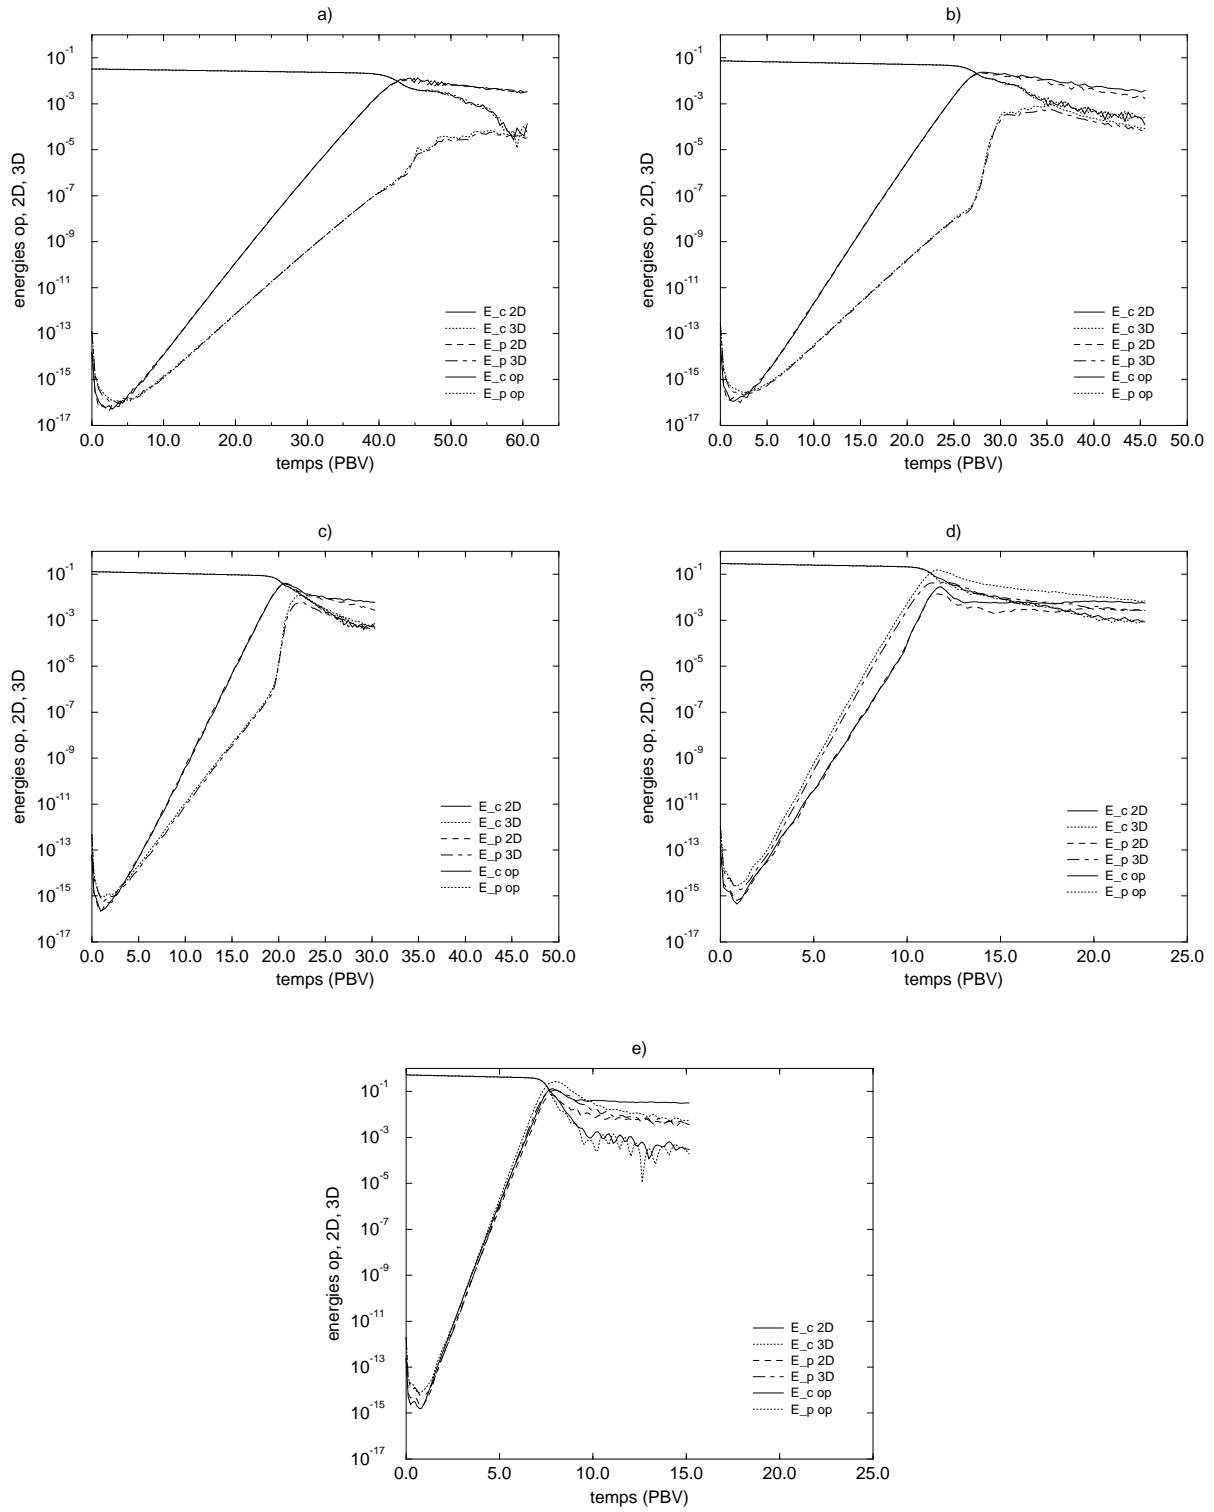 a)
energies op, 2D, 3D
10^-1
10^-3
10^-5
10^-7
10^-9
10^-11
10^-13
10^-15
10^-17
E_c 2D
E_c 3D
E_p 2D
E_p 3D
E_c op
E_p op
0.0 10.0 20.0 30.0 40.0 50.0 60.0
temps (PBV)
b)
energies op, 2D, 3D
10^-1
10^-3
10^-5
10^-7
10^-9
10^-11
10^-13
10^-15
10^-17
E_c 2D
E_c 3D
E_p 2D
E_p 3D
E_c op
E_p op
0.0 5.0 10.0 15.0 20.0 25.0 30.0 35.0 40.0 45.0 50.0
temps (PBV)
c)
energies op, 2D, 3D
10^-1
10^-3
10^-5
10^-7
10^-9
10^-11
10^-13
10^-15
10^-17
E_c 2D
E_c 3D
E_p 2D
E_p 3D
E_c op
E_p op
0.0 5.0 10.0 15.0 20.0 25.0 30.0 35.0 40.0 45.0 50.0
temps (PBV)
d)
energies op, 2D, 3D
10^-1
10^-3
10^-5
10^-7
10^-9
10^-11
10^-13
10^-15
10^-17
E_c 2D
E_c 3D
E_p 2D
E_p 3D
E_c op
E_p op
0.0 5.0 10.0 15.0 20.0 25.0
temps (PBV)
e)
energies op, 2D, 3D
10^-1
10^-3
10^-5
10^-7
10^-9
10^-11
10^-13
10^-15
10^-17
E_c 2D
E_c 3D
E_p 2D
E_p 3D
E_c op
E_p op
0.0 5.0 10.0 15.0 20.0 25.0
temps (PBV)